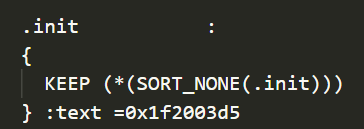 .init           :
{
  KEEP (*(SORT_NONE(.init)))
} :text =0x1f2003d5